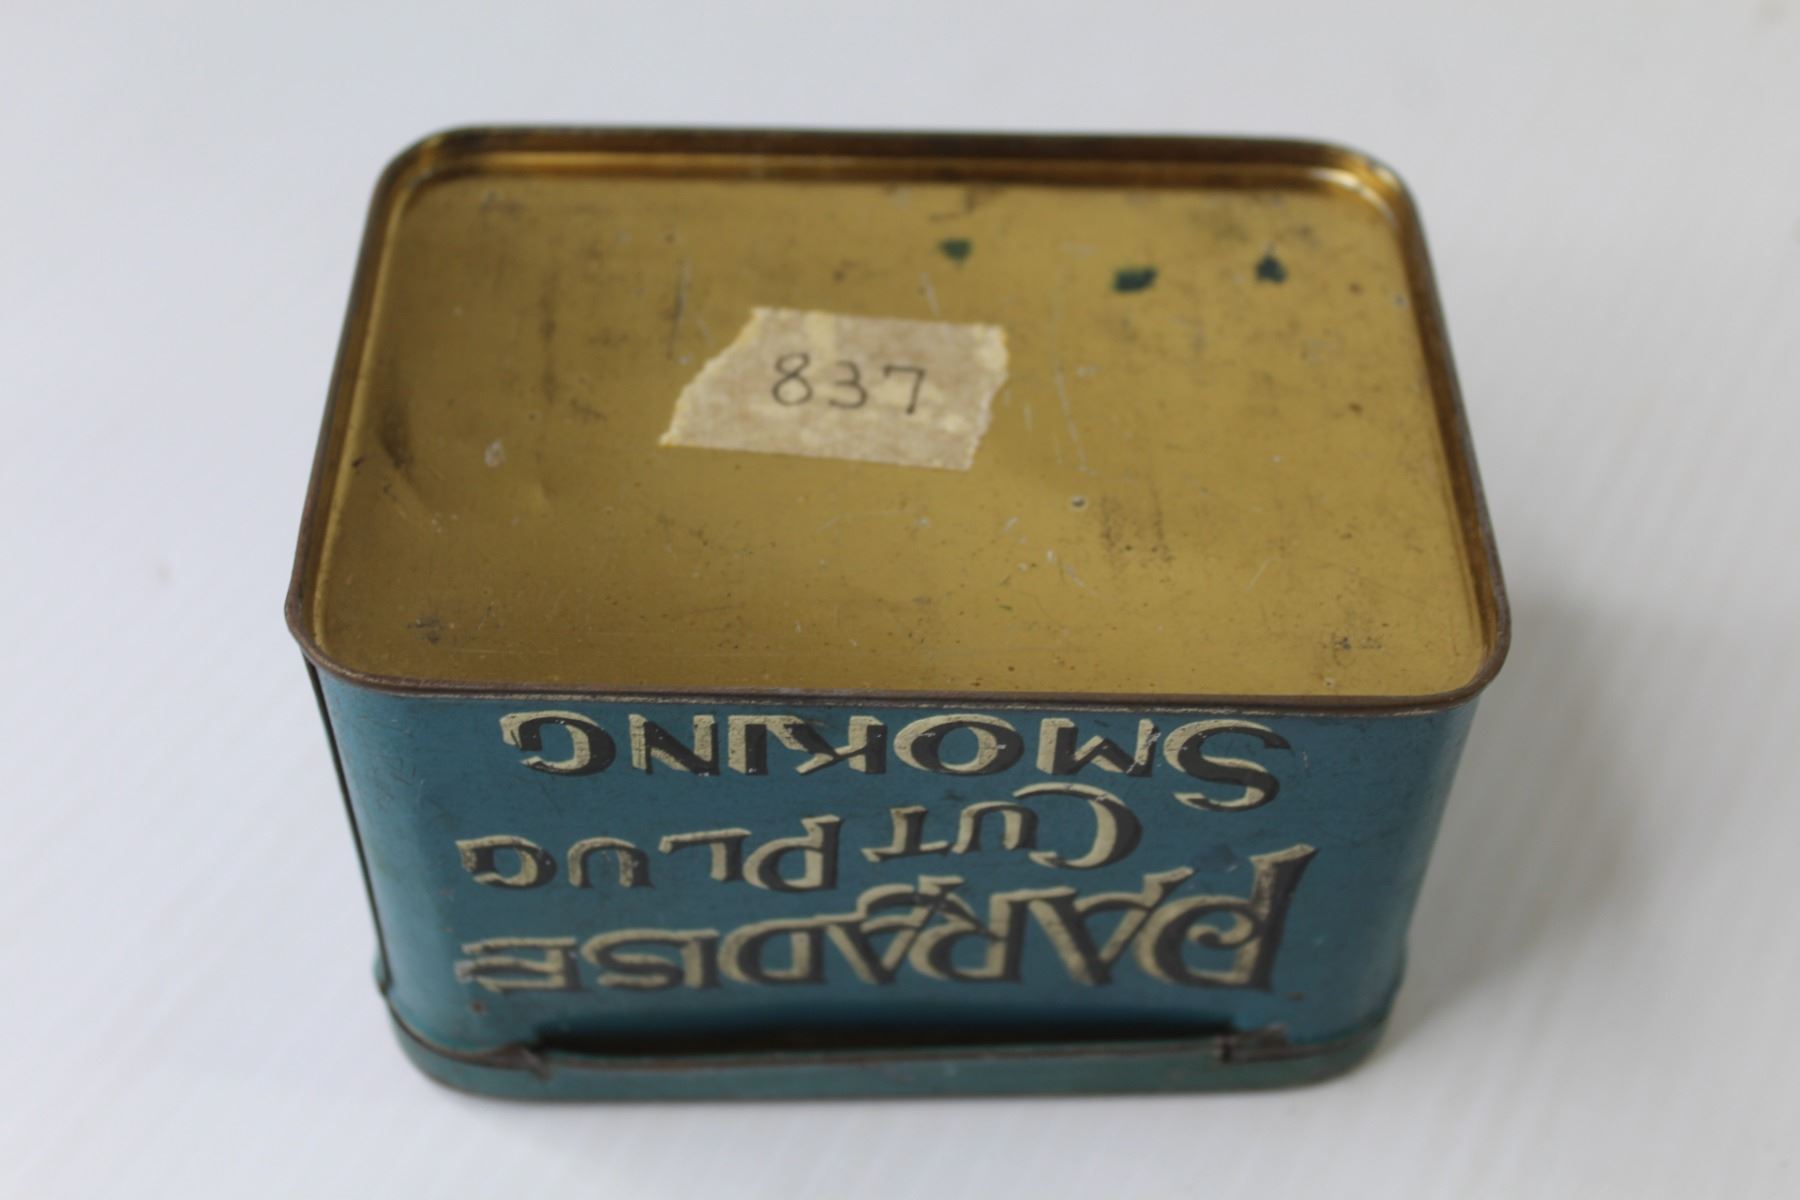 837
PARADISE
CUT PLUG
SMOKING